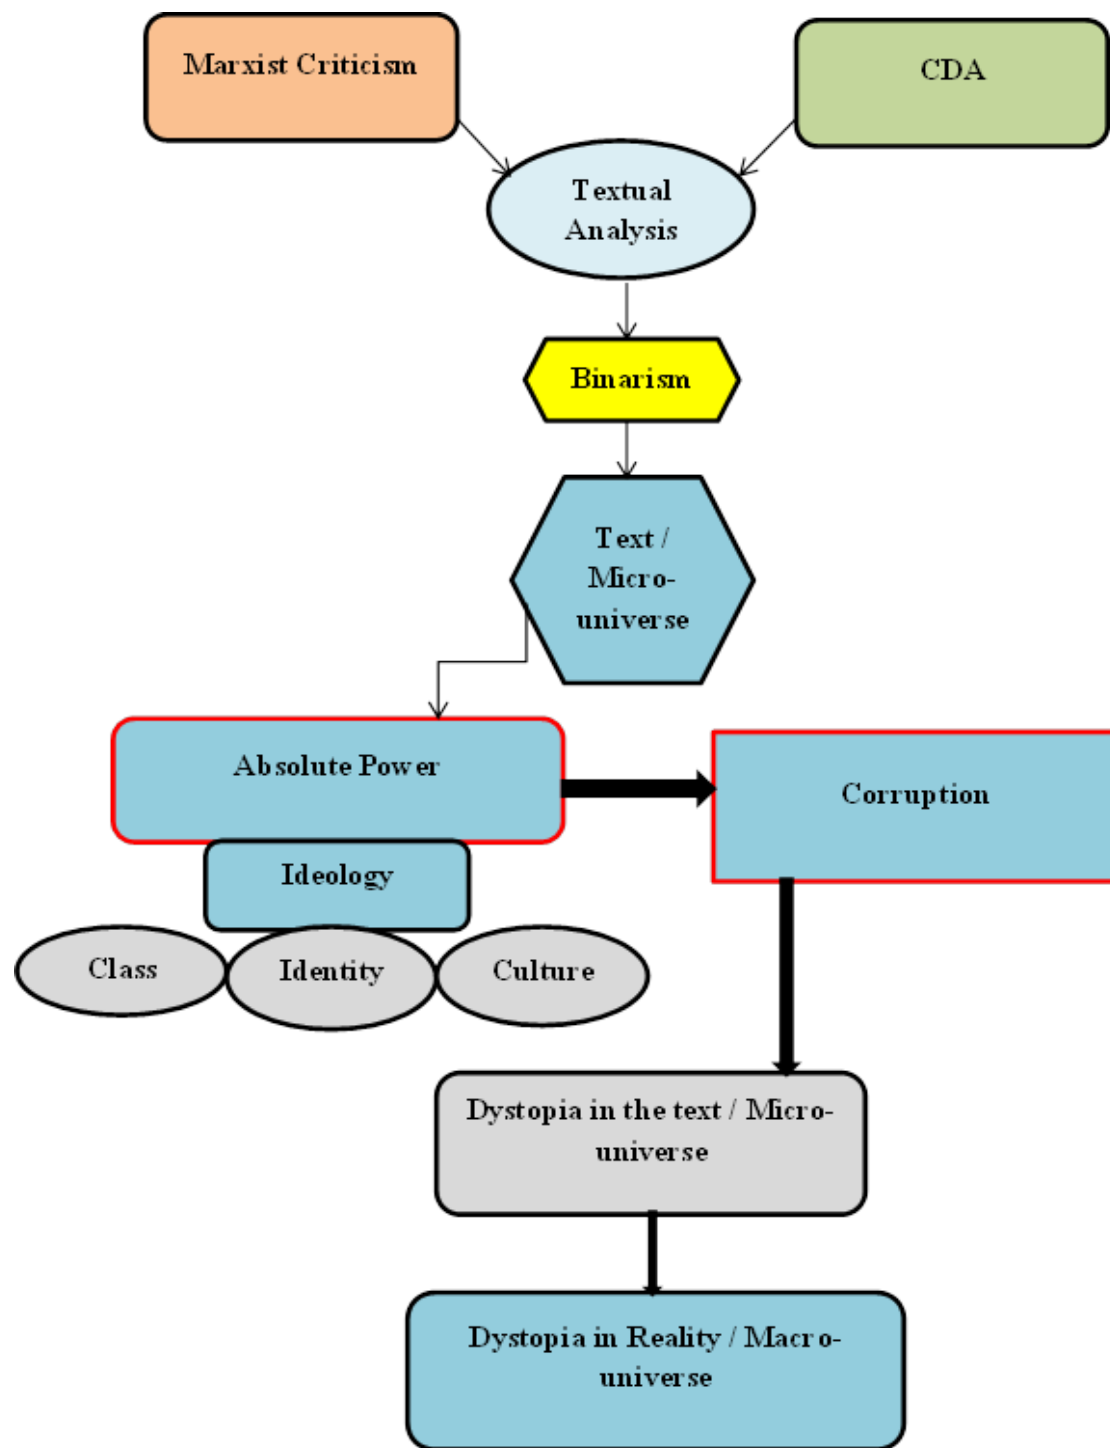 Marxist Criticism
CDA
Textual
Analysis
Binarism
Text /
Micro-
universe
Absolute Power
Corruption
Ideology
Class
Identity
Culture
Dystopia in the text / Micro-
universe
Dystopia in Reality / Macro-
universe